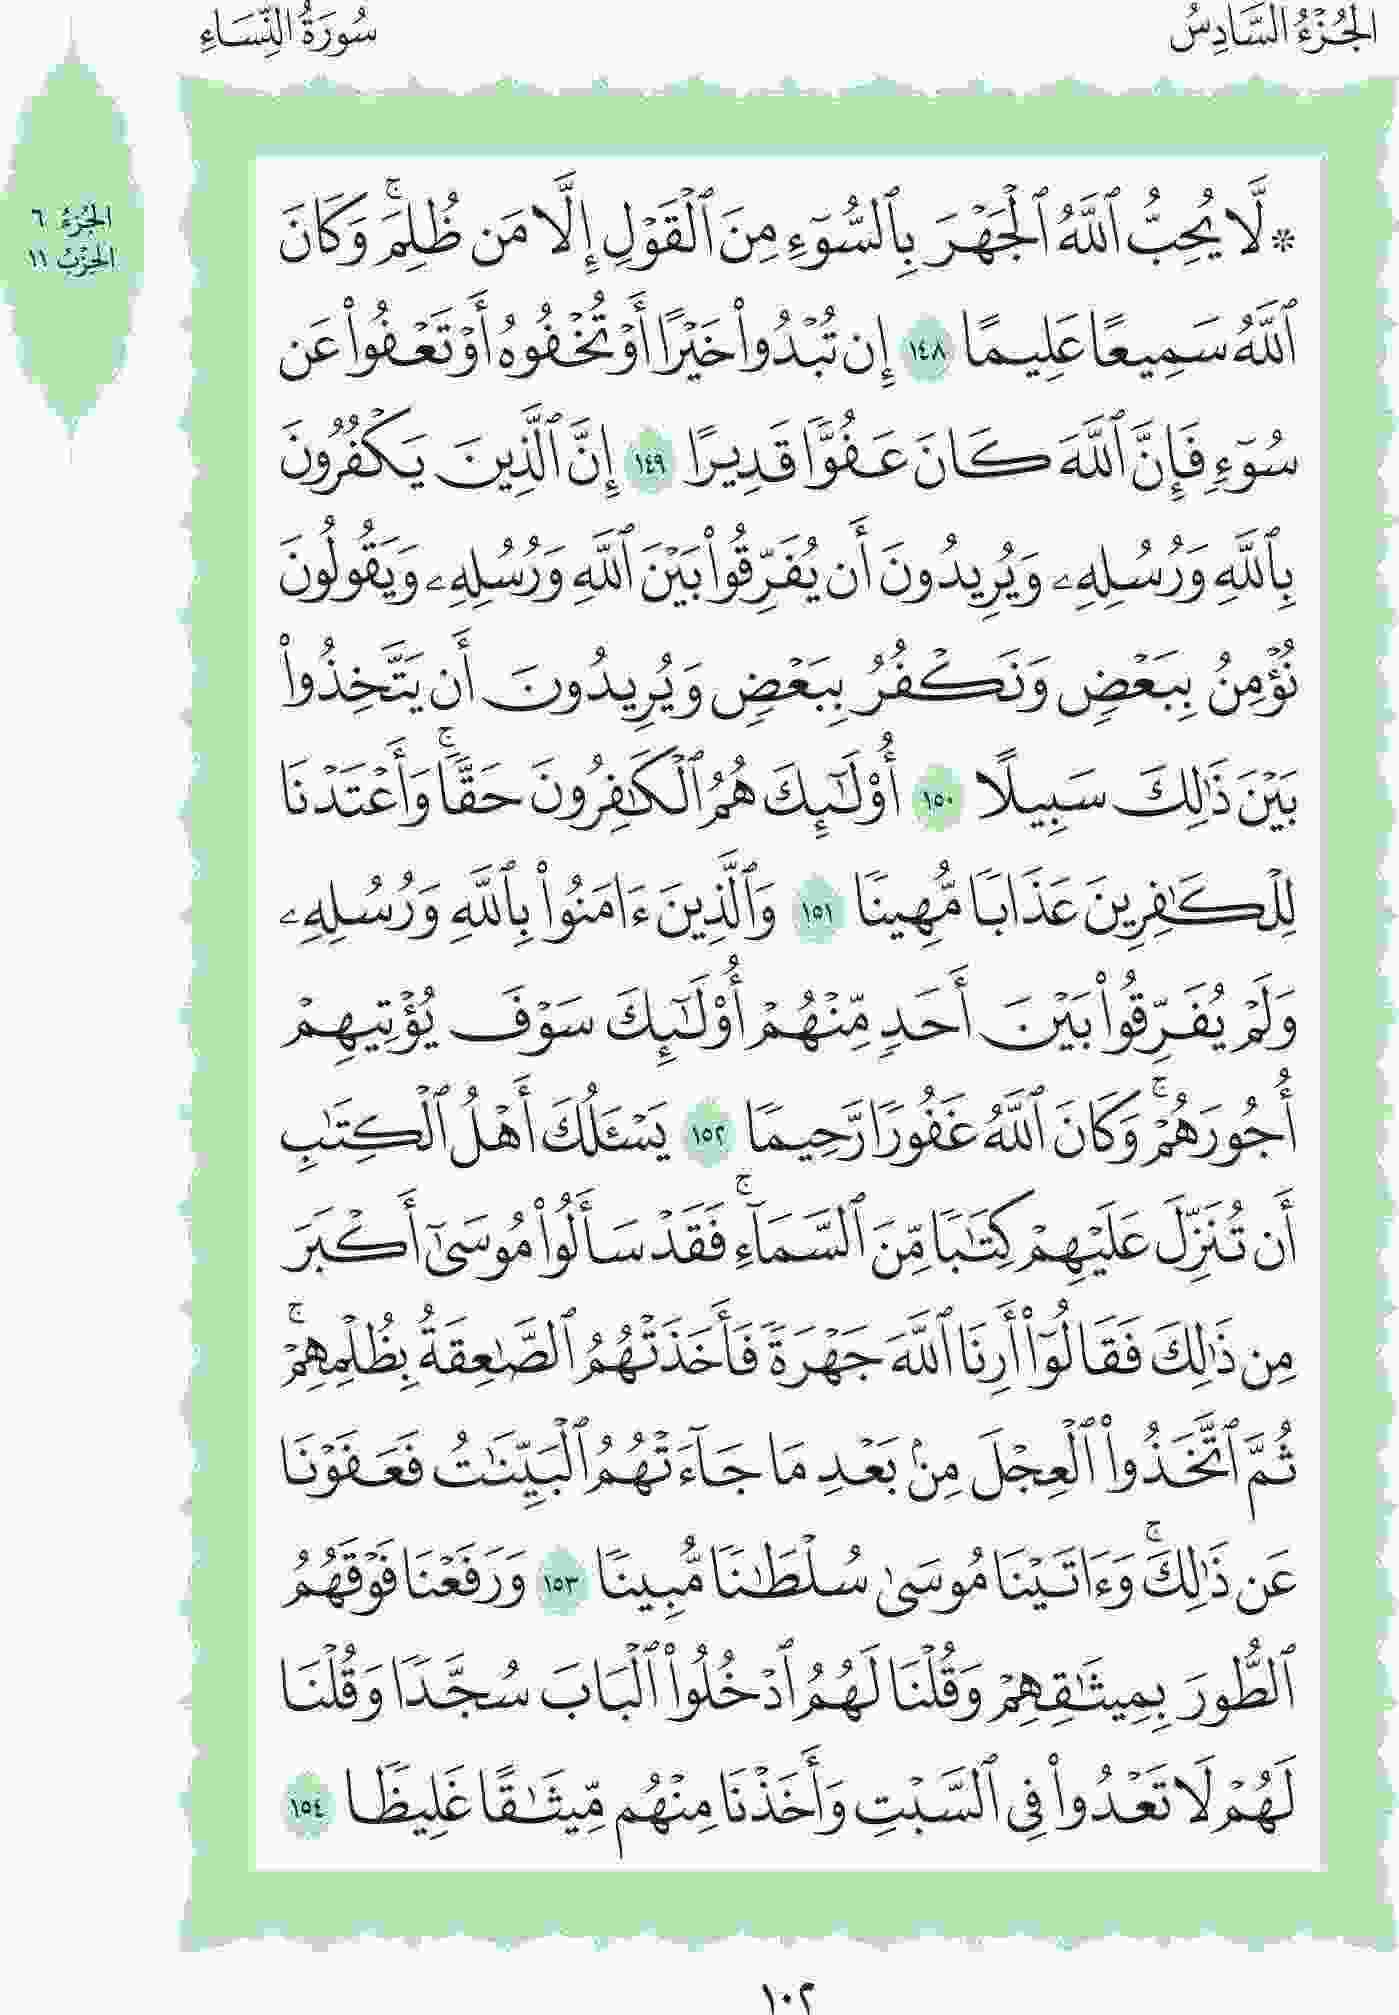 الجُزْءُ السَّادِسُ
سُورَةُ النِّسَاءِ
الجُزْءُ ٦
الحِزْبُ ١١
۞ لَّا يُحِبُّ ٱللَّهُ ٱلْجَهْرَ بِٱلسُّوٓءِ مِنَ ٱلْقَوْلِ إِلَّا مَن ظُلِمَۚ وَكَانَ
ٱللَّهُ سَمِيعًا عَلِيمًا ١٤٨ إِن تُبْدُوا۟ خَيْرًا أَوْ تُخْفُوهُ أَوْ تَعْفُوا۟ عَن
سُوٓءٍ فَإِنَّ ٱللَّهَ كَانَ عَفُوًّا قَدِيرًا ١٤٩ إِنَّ ٱلَّذِينَ يَكْفُرُونَ
بِٱللَّهِ وَرُسُلِهِۦ وَيُرِيدُونَ أَن يُفَرِّقُوا۟ بَيْنَ ٱللَّهِ وَرُسُلِهِۦ وَيَقُولُونَ
نُؤْمِنُ بِبَعْضٍ وَنَكْفُرُ بِبَعْضٍ وَيُرِيدُونَ أَن يَتَّخِذُوا۟
بَيْنَ ذَٰلِكَ سَبِيلًا ١٥٠ أُو۟لَـٰٓئِكَ هُمُ ٱلْكَـٰفِرُونَ حَقًّاۚ وَأَعْتَدْنَا
لِلْكَـٰفِرِينَ عَذَابًا مُّهِينًا ١٥١ وَٱلَّذِينَ ءَامَنُوا۟ بِٱللَّهِ وَرُسُلِهِۦ
وَلَمْ يُفَرِّقُوا۟ بَيْنَ أَحَدٍ مِّنْهُمْ أُو۟لَـٰٓئِكَ سَوْفَ يُؤْتِيهِمْ
أُجُورَهُمْۚ وَكَانَ ٱللَّهُ غَفُورًا رَّحِيمًا ١٥٢ يَسْـَٔلُكَ أَهْلُ ٱلْكِتَـٰبِ
أَن تُنَزِّلَ عَلَيْهِمْ كِتَـٰبًا مِّنَ ٱلسَّمَآءِۚ فَقَدْ سَأَلُوا۟ مُوسَىٰٓ أَكْبَرَ
مِن ذَٰلِكَ فَقَالُوٓا۟ أَرِنَا ٱللَّهَ جَهْرَةً فَأَخَذَتْهُمُ ٱلصَّـٰعِقَةُ بِظُلْمِهِمْۚ
ثُمَّ ٱتَّخَذُوا۟ ٱلْعِجْلَ مِنۢ بَعْدِ مَا جَآءَتْهُمُ ٱلْبَيِّنَـٰتُ فَعَفَوْنَا
عَن ذَٰلِكَۚ وَءَاتَيْنَا مُوسَىٰ سُلْطَـٰنًا مُّبِينًا ١٥٣ وَرَفَعْنَا فَوْقَهُمُ
ٱلطُّورَ بِمِيثَـٰقِهِمْ وَقُلْنَا لَهُمُ ٱدْخُلُوا۟ ٱلْبَابَ سُجَّدًا وَقُلْنَا
لَهُمْ لَا تَعْدُوا۟ فِى ٱلسَّبْتِ وَأَخَذْنَا مِنْهُم مِّيثَـٰقًا غَلِيظًا ١٥٤
١٠٢